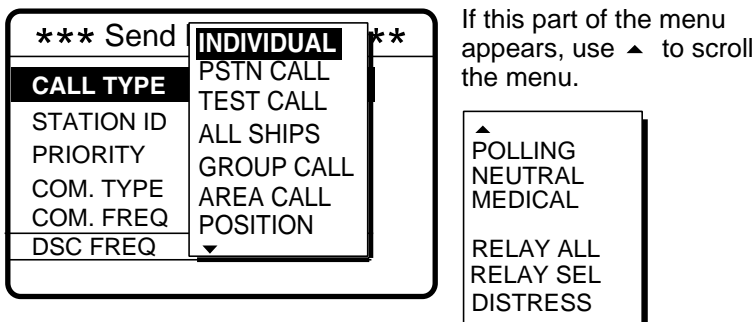 *** Send
**
CALL TYPE
STATION ID
PRIORITY
COM. TYPE
COM. FREQ
DSC FREQ
INDIVIDUAL
PSTN CALL
TEST CALL
ALL SHIPS
GROUP CALL
AREA CALL
POSITION
If this part of the menu
appears, use ▲ to scroll
the menu.
POLLING
NEUTRAL
MEDICAL
RELAY ALL
RELAY SEL
DISTRESS